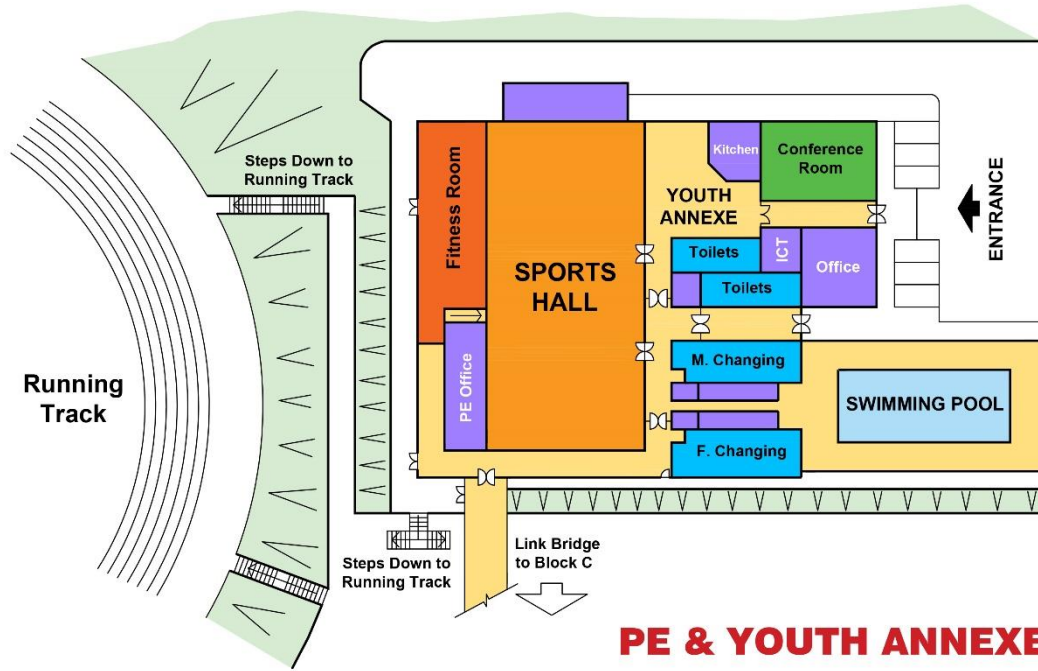 Steps Down to
Running Track
Fitness Room
SPORTS
HALL
PE Office
YOUTH
ANNEXE
Kitchen
Conference
Room
Toilets
ICT
Office
Toilets
ENTRANCE
M. Changing
F. Changing
SWIMMING POOL
Running
Track
Steps Down to
Running Track
Link Bridge
to Block C
PE & YOUTH ANNEXE